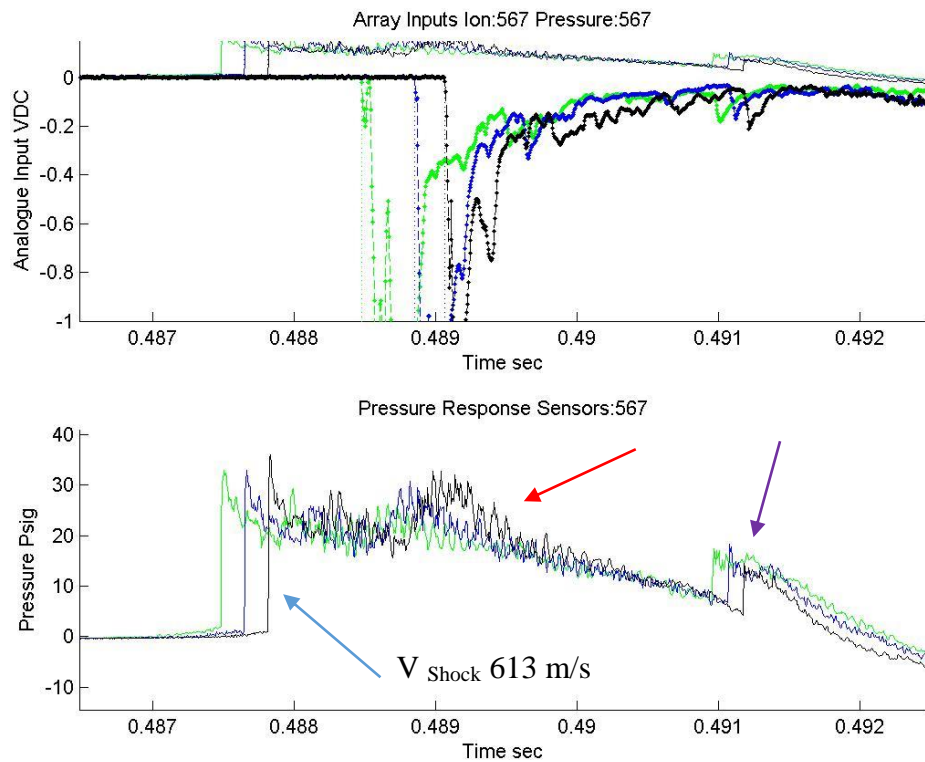 Array Inputs Ion:567 Pressure:567
Analogue Input VDC
0
-0.2
-0.4
-0.6
-0.8
-1
0.487 0.488 0.489 0.49 0.491 0.492
Time sec
Pressure Response Sensors:567
Pressure Psig
40
30
20
10
0
-10
V Shock 613 m/s
0.487 0.488 0.489 0.49 0.491 0.492
Time sec